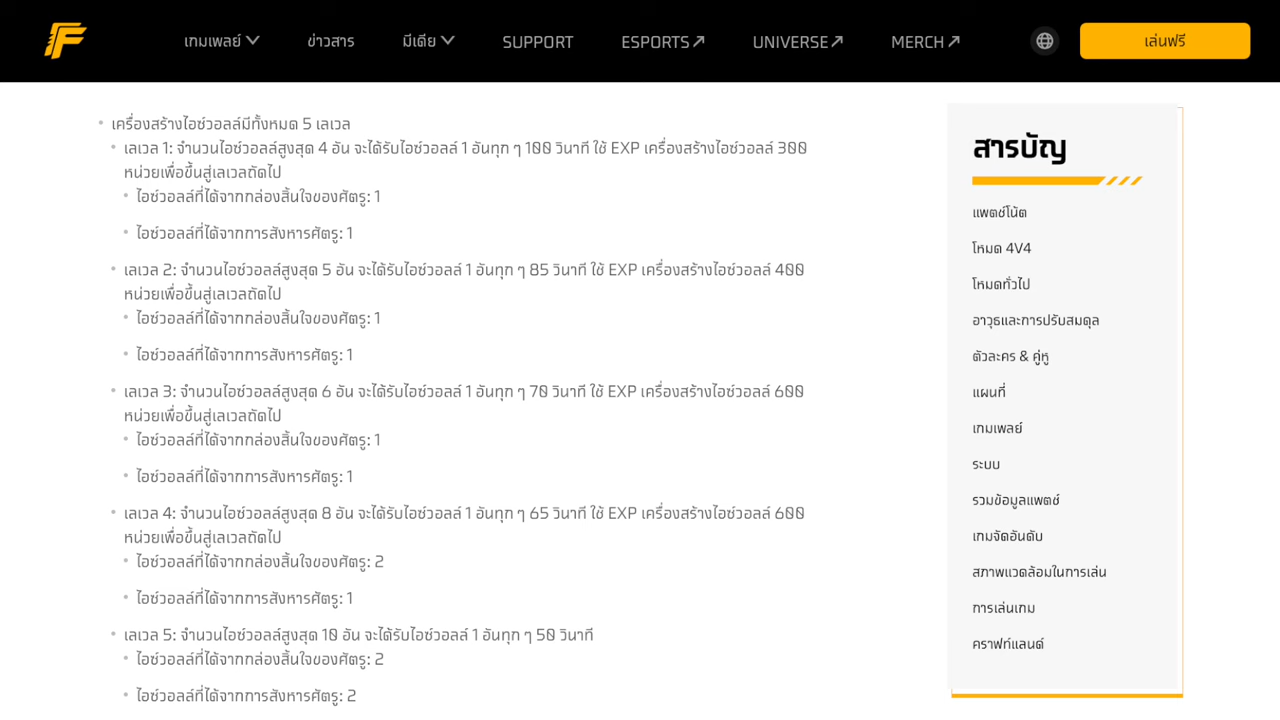 เกมเพลย์
ข่าวสาร
มีเดีย
SUPPORT
ESPORTS
UNIVERSE
MERCH
เล่นฟรี
เครื่องสร้างไอซ์วอลล์มีทั้งหมด 5 เลเวล
เลเวล 1: จำนวนไอซ์วอลล์สูงสุด 4 อัน จะได้รับไอซ์วอลล์ 1 อันทุก ๆ 100 วินาที ใช้ EXP เครื่องสร้างไอซ์วอลล์ 300
หน่วยเพื่อขึ้นสู่เลเวลถัดไป
ไอซ์วอลล์ที่ได้จากกล่องสิ้นใจของศัตรู: 1
ไอซ์วอลล์ที่ได้จากการสังหารศัตรู: 1
เลเวล 2: จำนวนไอซ์วอลล์สูงสุด 5 อัน จะได้รับไอซ์วอลล์ 1 อันทุก ๆ 85 วินาที ใช้ EXP เครื่องสร้างไอซ์วอลล์ 400
หน่วยเพื่อขึ้นสู่เลเวลถัดไป
ไอซ์วอลล์ที่ได้จากกล่องสิ้นใจของศัตรู: 1
ไอซ์วอลล์ที่ได้จากการสังหารศัตรู: 1
เลเวล 3: จำนวนไอซ์วอลล์สูงสุด 6 อัน จะได้รับไอซ์วอลล์ 1 อันทุก ๆ 70 วินาที ใช้ EXP เครื่องสร้างไอซ์วอลล์ 600
หน่วยเพื่อขึ้นสู่เลเวลถัดไป
ไอซ์วอลล์ที่ได้จากกล่องสิ้นใจของศัตรู: 1
ไอซ์วอลล์ที่ได้จากการสังหารศัตรู: 1
เลเวล 4: จำนวนไอซ์วอลล์สูงสุด 8 อัน จะได้รับไอซ์วอลล์ 1 อันทุก ๆ 65 วินาที ใช้ EXP เครื่องสร้างไอซ์วอลล์ 600
หน่วยเพื่อขึ้นสู่เลเวลถัดไป
ไอซ์วอลล์ที่ได้จากกล่องสิ้นใจของศัตรู: 2
ไอซ์วอลล์ที่ได้จากการสังหารศัตรู: 1
เลเวล 5: จำนวนไอซ์วอลล์สูงสุด 10 อัน จะได้รับไอซ์วอลล์ 1 อันทุก ๆ 50 วินาที
ไอซ์วอลล์ที่ได้จากกล่องสิ้นใจของศัตรู: 2
ไอซ์วอลล์ที่ได้จากการสังหารศัตรู: 2
สารบัญ
แพตช์โน้ต
โหมด 4V4
โหมดทั่วไป
อาวุธและการปรับสมดุล
ตัวละคร & คู่หู
แผนที่
เกมเพลย์
ระบบ
รวมข้อมูลแพตช์
เกมจัดอันดับ
สภาพแวดล้อมในการเล่น
การเล่นเกม
คราฟท์แลนด์